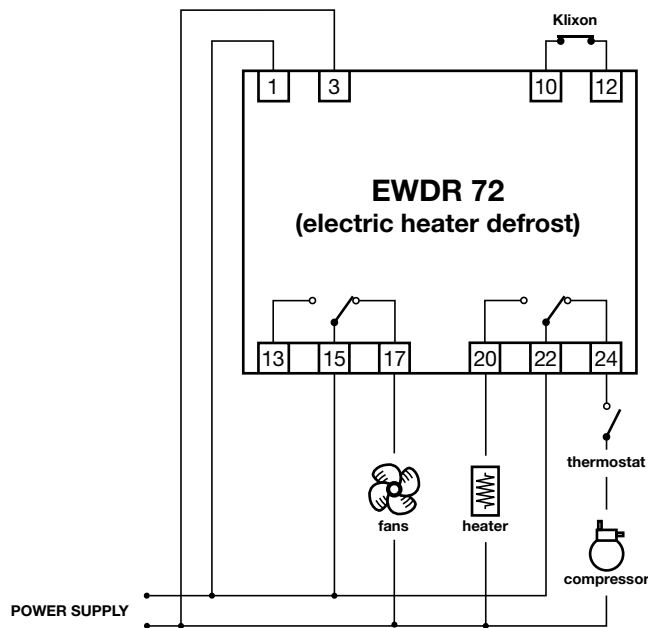 Klixon
1 3 10 12
EWDR 72
(electric heater defrost)
13 15 17 20 22 24
thermostat
fans heater
compressor
POWER SUPPLY